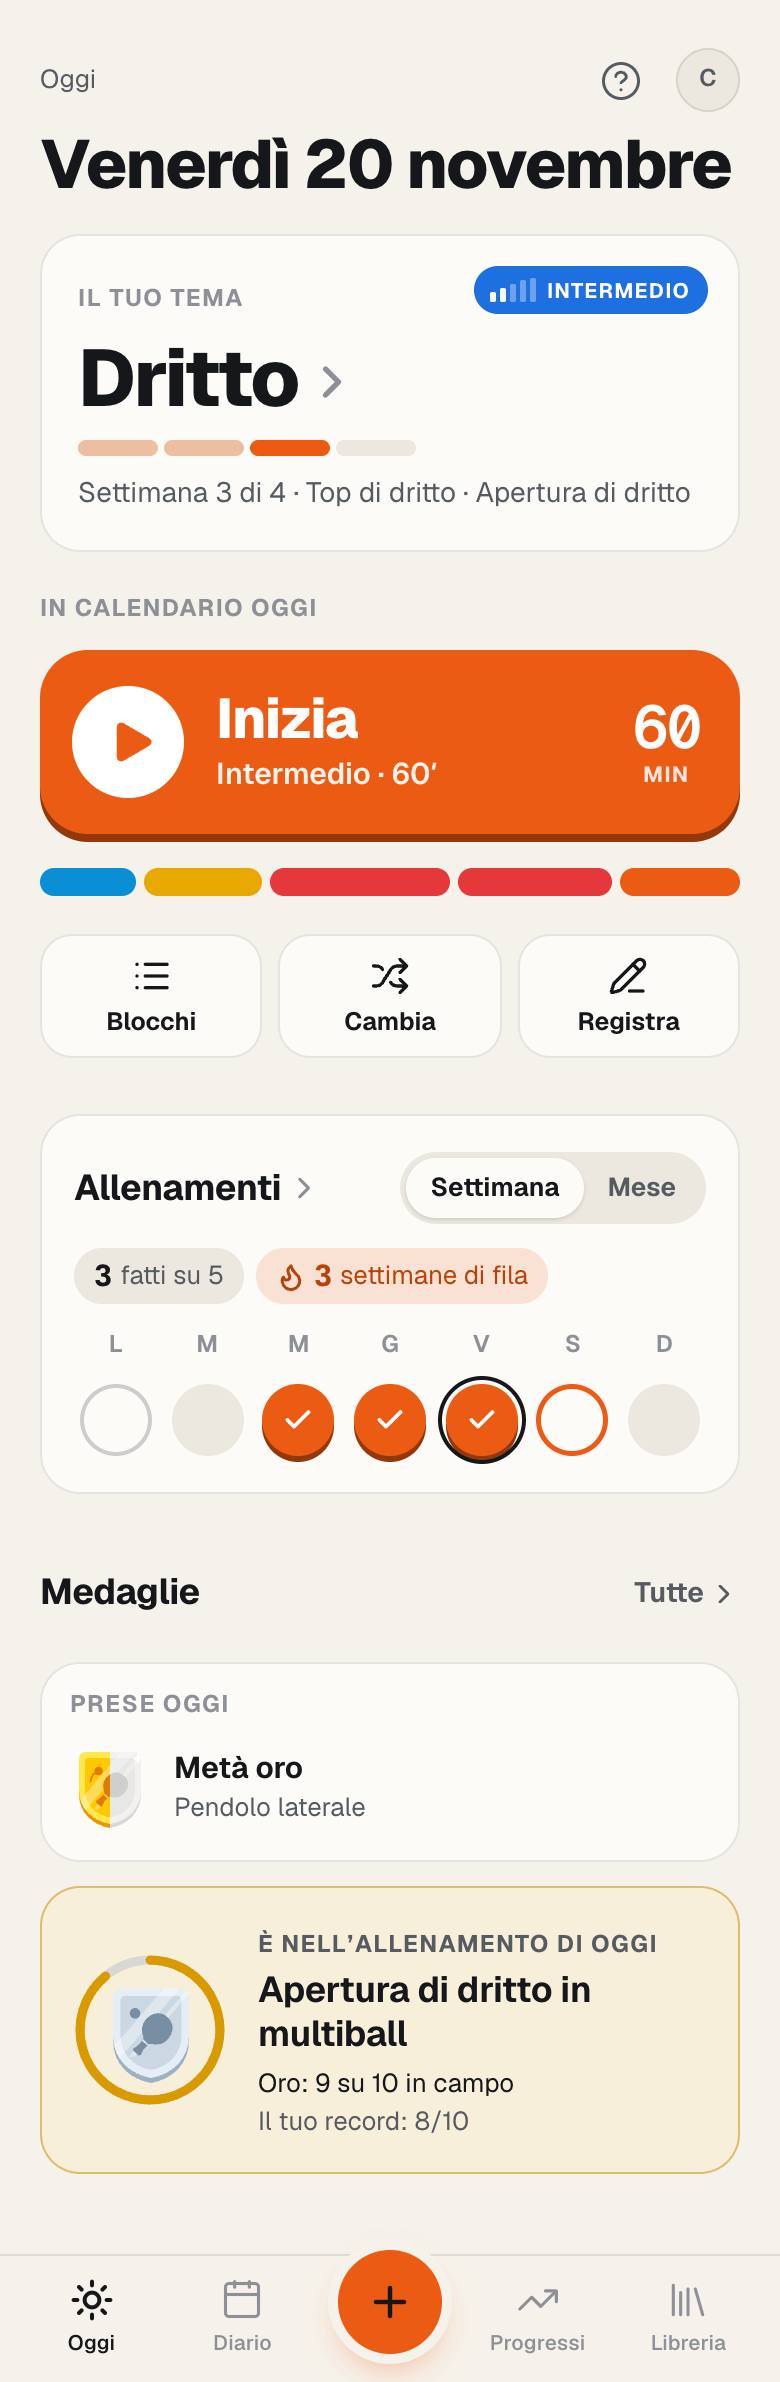 Oggi
C
Venerdì 20 novembre
IL TUO TEMA
INTERMEDIO
Dritto
Settimana 3 di 4 · Top di dritto · Apertura di dritto
IN CALENDARIO OGGI
Inizia
Intermedio · 60′
60
MIN
Blocchi
Cambia
Registra
Allenamenti
Settimana
Mese
3 fatti su 5
3 settimane di fila
L M M G V S D
Medaglie
Tutte
PRESE OGGI
Metà oro
Pendolo laterale
È NELL’ALLENAMENTO DI OGGI
Apertura di dritto in
multiball
Oro: 9 su 10 in campo
Il tuo record: 8/10
Oggi
Diario
Progressi
Libreria